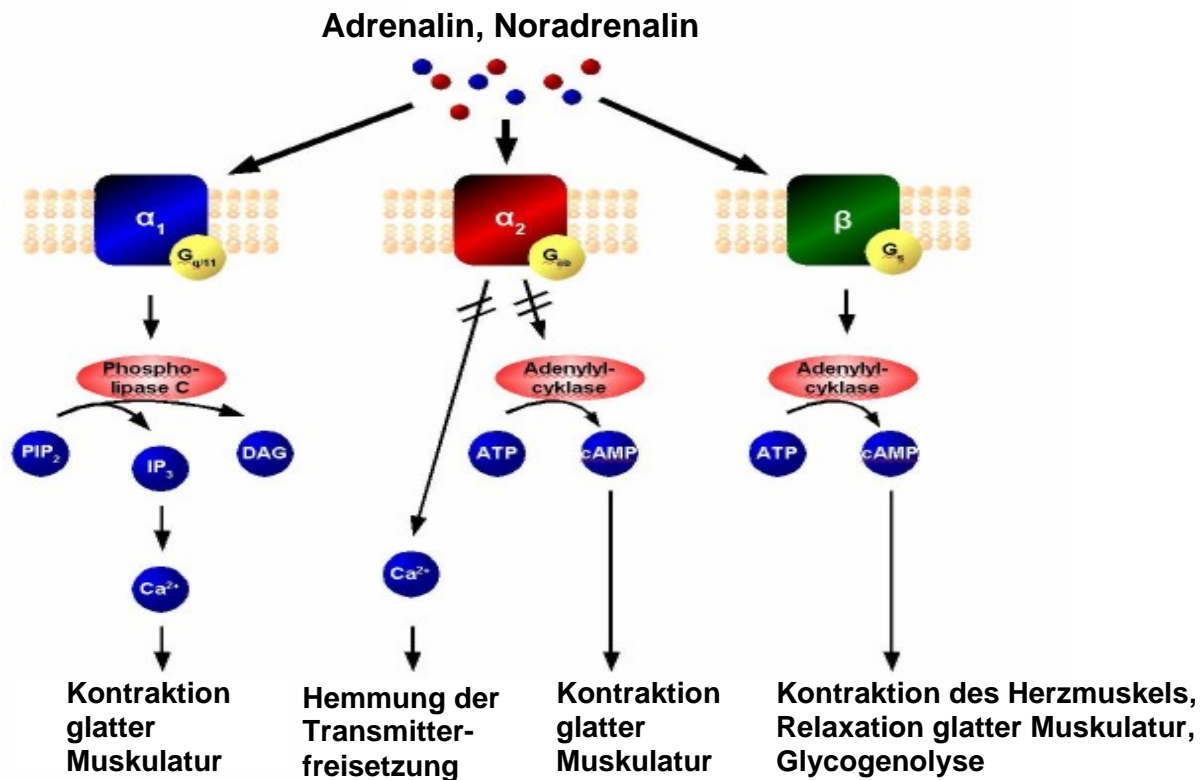 Adrenalin, Noradrenalin
α1
α2
β
Gq/11
Gs
Phospho-
lipase C
Adenylyl-
cyklase
Adenylyl-
cyklase
PIP2
IP3
DAG
ATP
cAMP
ATP
cAMP
Ca2+
Ca2+
Kontraktion
glatter
Muskulatur
Hemmung der
Transmitter-
freisetzung
Kontraktion
glatter
Muskulatur
Kontraktion des Herzmuskels,
Relaxation glatter Muskulatur,
Glycogenolyse